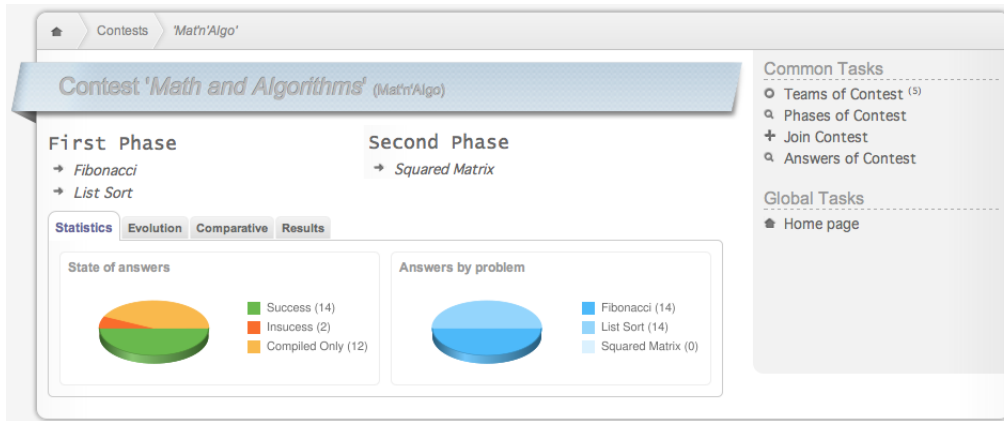 Contests 'Mat'n'Algo'
Contest 'Math and Algorithms' (Mat'n'Algo)
First Phase
Fibonacci
List Sort
Second Phase
Squared Matrix
Statistics Evolution Comparative Results
State of answers
Success (14)
Insucess (2)
Compiled Only (12)
Answers by problem
Fibonacci (14)
List Sort (14)
Squared Matrix (0)
Common Tasks
Teams of Contest (5)
Phases of Contest
Join Contest
Answers of Contest
Global Tasks
Home page